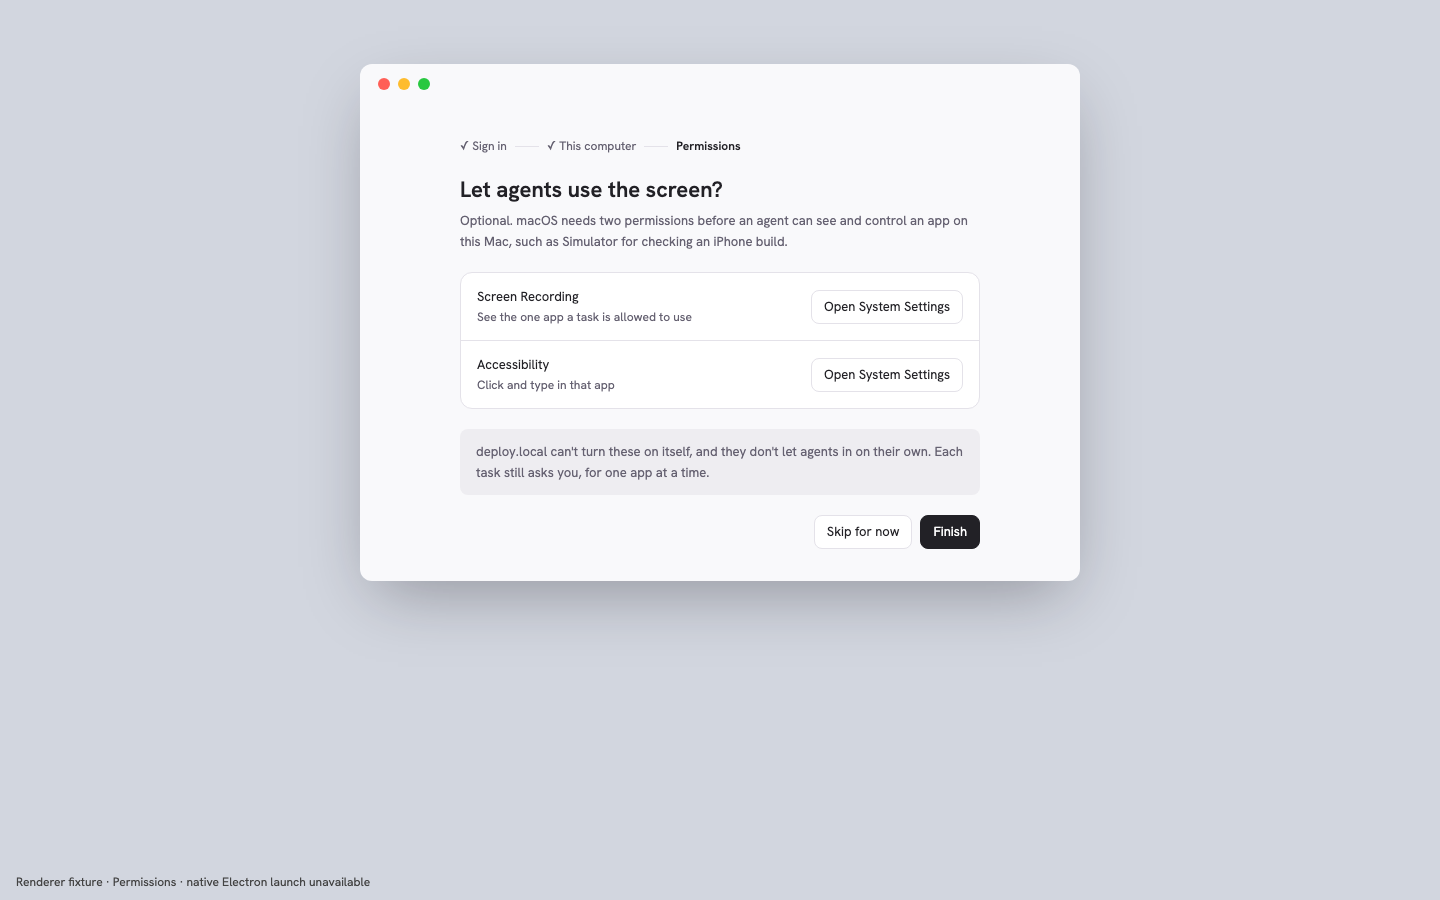 ✓ Sign in ✓ This computer Permissions
Let agents use the screen?
Optional. macOS needs two permissions before an agent can see and control an app on
this Mac, such as Simulator for checking an iPhone build.
Screen Recording
See the one app a task is allowed to use
Open System Settings
Accessibility
Click and type in that app
Open System Settings
deploy.local can't turn these on itself, and they don't let agents in on their own. Each
task still asks you, for one app at a time.
Skip for now Finish
Renderer fixture · Permissions · native Electron launch unavailable